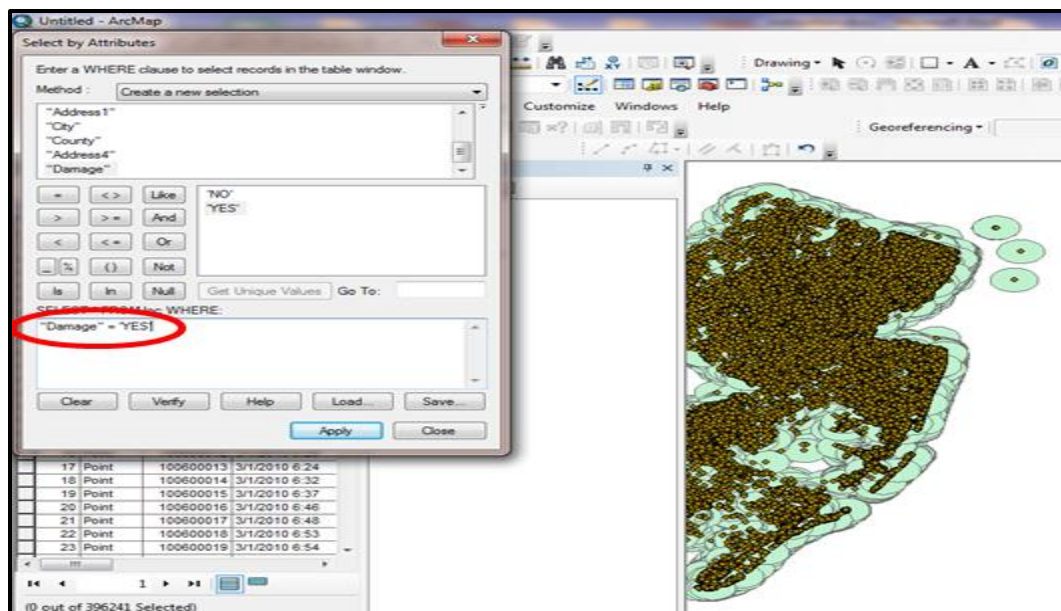 Untitled - ArcMap
Select by Attributes
Enter a WHERE clause to select records in the table window.
Method : Create a new selection
"Address1"
"City"
"County"
"Address4"
"Damage"
= < > Like 'NO'
'YES'
> > = And
< < = Or
_ % () Not
Is In Null Get Unique Values Go To:
WHERE:
"Damage" = 'YES'
Clear Verify Help Load... Save...
Apply Close
Drawing
Customize Windows Help
Georeferencing
17 Point 100600013 3/1/2010 6:24
18 Point 100600014 3/1/2010 6:32
19 Point 100600015 3/1/2010 6:37
20 Point 100600016 3/1/2010 6:46
21 Point 100600017 3/1/2010 6:48
22 Point 100600018 3/1/2010 6:53
23 Point 100600019 3/1/2010 6:54
1
(0 out of 396241 Selected)